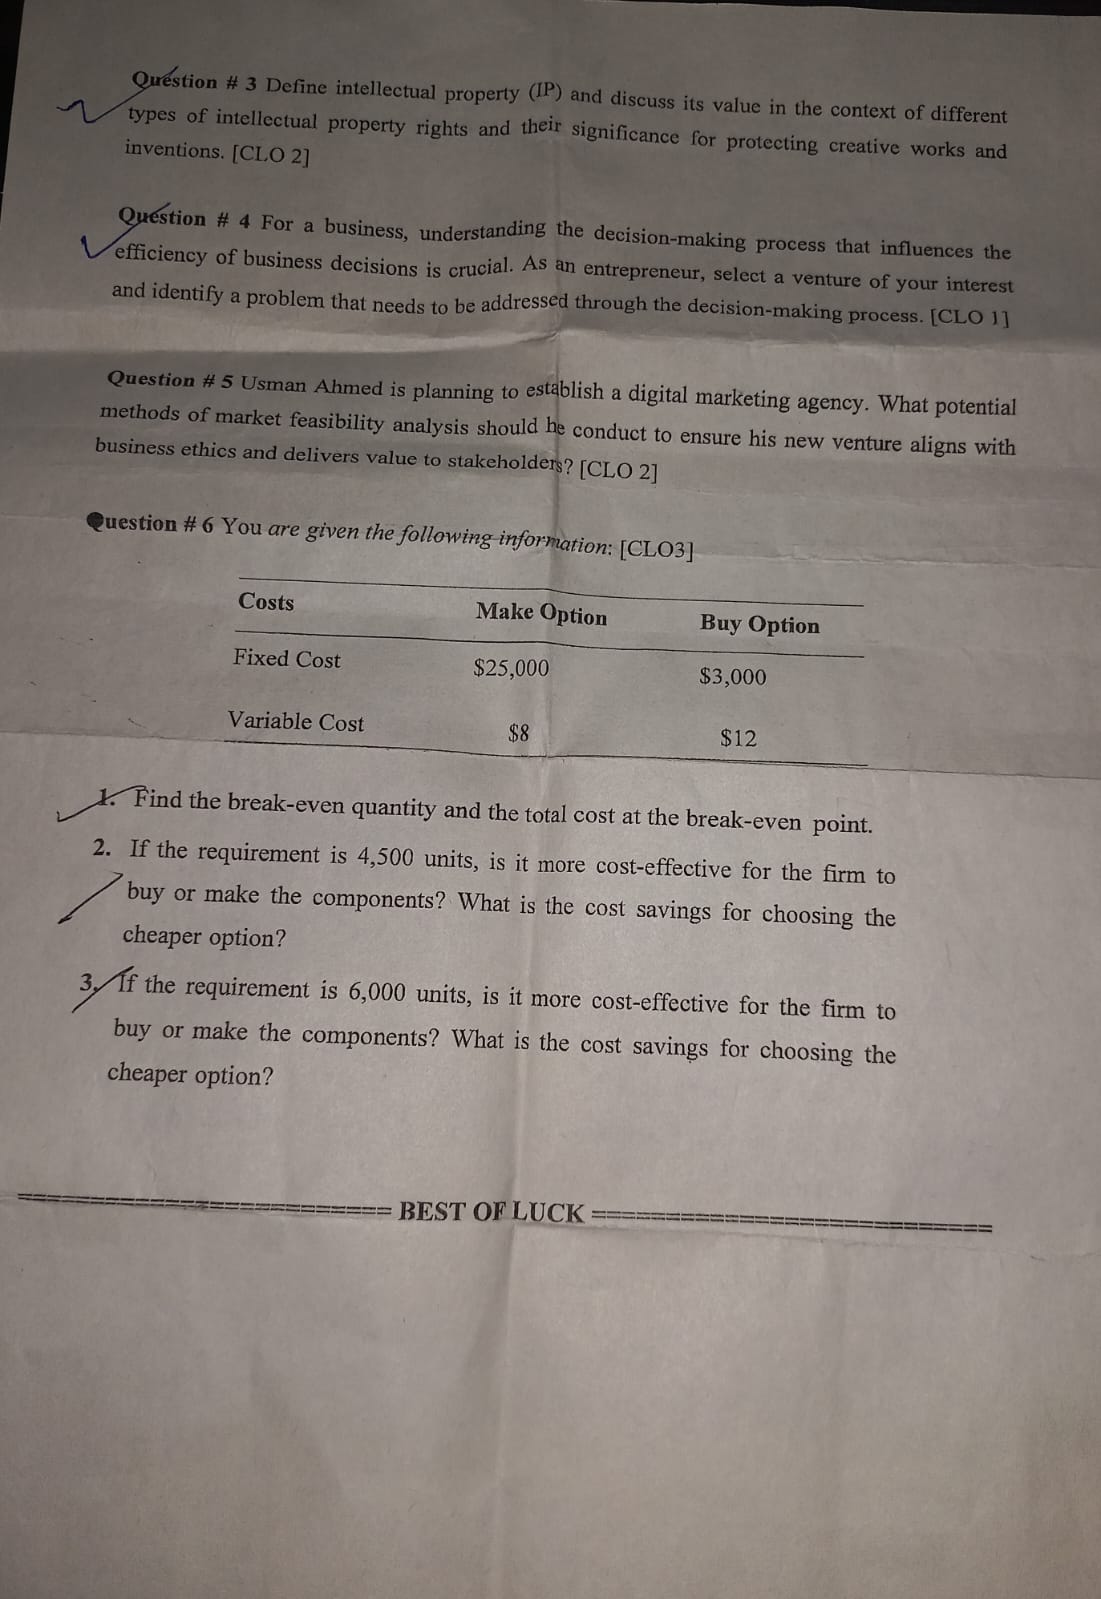 Question # 3 Define intellectual property (IP) and discuss its value in the context of different
types of intellectual property rights and their significance for protecting creative works and
inventions. [CLO 2]
Question # 4 For a business, understanding the decision-making process that influences the
efficiency of business decisions is crucial. As an entrepreneur, select a venture of your interest
and identify a problem that needs to be addressed through the decision-making process. [CLO 1]
Question # 5 Usman Ahmed is planning to establish a digital marketing agency. What potential
methods of market feasibility analysis should he conduct to ensure his new venture aligns with
business ethics and delivers value to stakeholders? [CLO 2]
Question # 6 You are given the following information: [CLO3]
Costs Make Option Buy Option
Fixed Cost $25,000 $3,000
Variable Cost $8 $12
1. Find the break-even quantity and the total cost at the break-even point.
2. If the requirement is 4,500 units, is it more cost-effective for the firm to
buy or make the components? What is the cost savings for choosing the
cheaper option?
3. If the requirement is 6,000 units, is it more cost-effective for the firm to
buy or make the components? What is the cost savings for choosing the
cheaper option?
========================= BEST OF LUCK ===========================